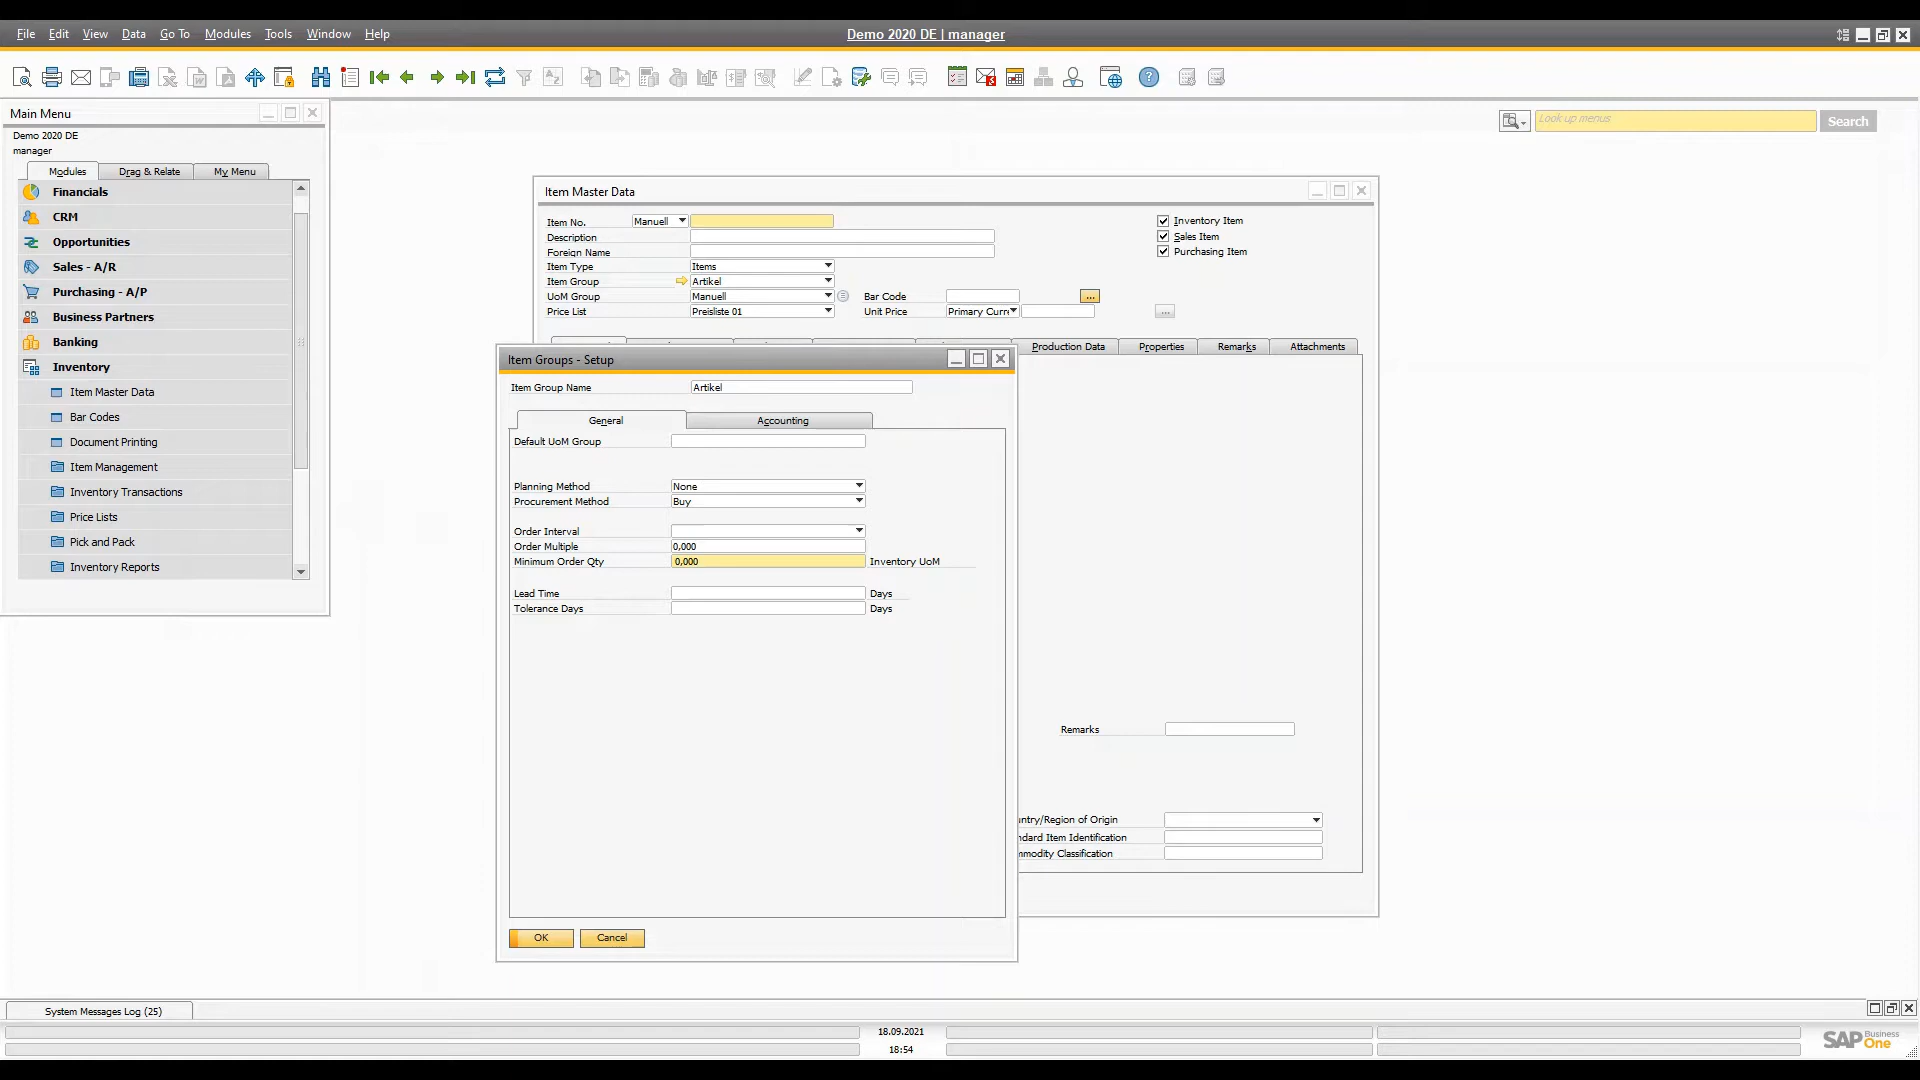 File Edit View Data Go To Modules Tools Window Help
Demo 2020 DE | manager
Main Menu
Demo 2020 DE
manager
Modules Drag & Relate My Menu
Financials
CRM
Opportunities
Sales - A/R
Purchasing - A/P
Business Partners
Banking
Inventory
Item Master Data
Bar Codes
Document Printing
Item Management
Inventory Transactions
Price Lists
Pick and Pack
Inventory Reports
Look up menus
Search
Item Master Data
Item No. Manuell
Description
Foreign Name
Item Type Items
Item Group Artikel
UoM Group Manuell Bar Code ...
Price List Preisliste 01 Unit Price Primary Curr ...
Inventory Item
Sales Item
Purchasing Item
Production Data Properties Remarks Attachments
Item Groups - Setup
Item Group Name Artikel
General Accounting
Default UoM Group
Planning Method None
Procurement Method Buy
Order Interval
Order Multiple 0,000
Minimum Order Qty 0,000 Inventory UoM
Lead Time Days
Tolerance Days Days
OK Cancel
Remarks
untry/Region of Origin
ndard Item Identification
mmodity Classification
System Messages Log (25)
18.09.2021
18:54
SAP Business One